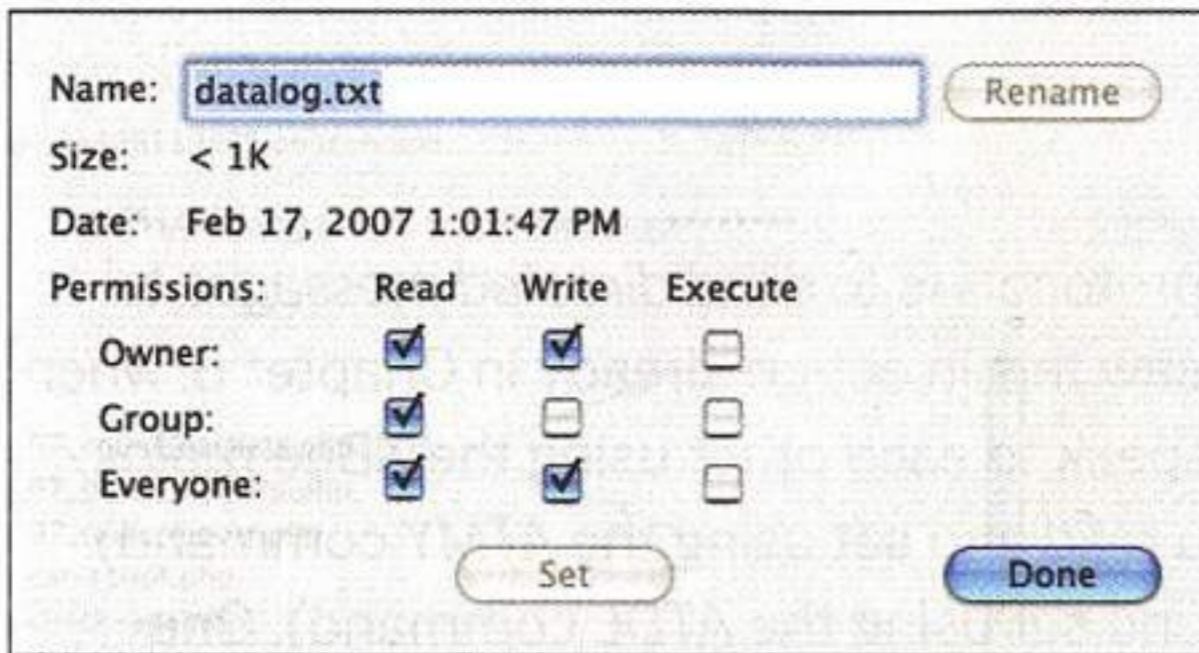 Name: datalog.txt Rename
Size: < 1K
Date: Feb 17, 2007 1:01:47 PM
Permissions: Read Write Execute
Owner:
Group:
Everyone:
Set Done